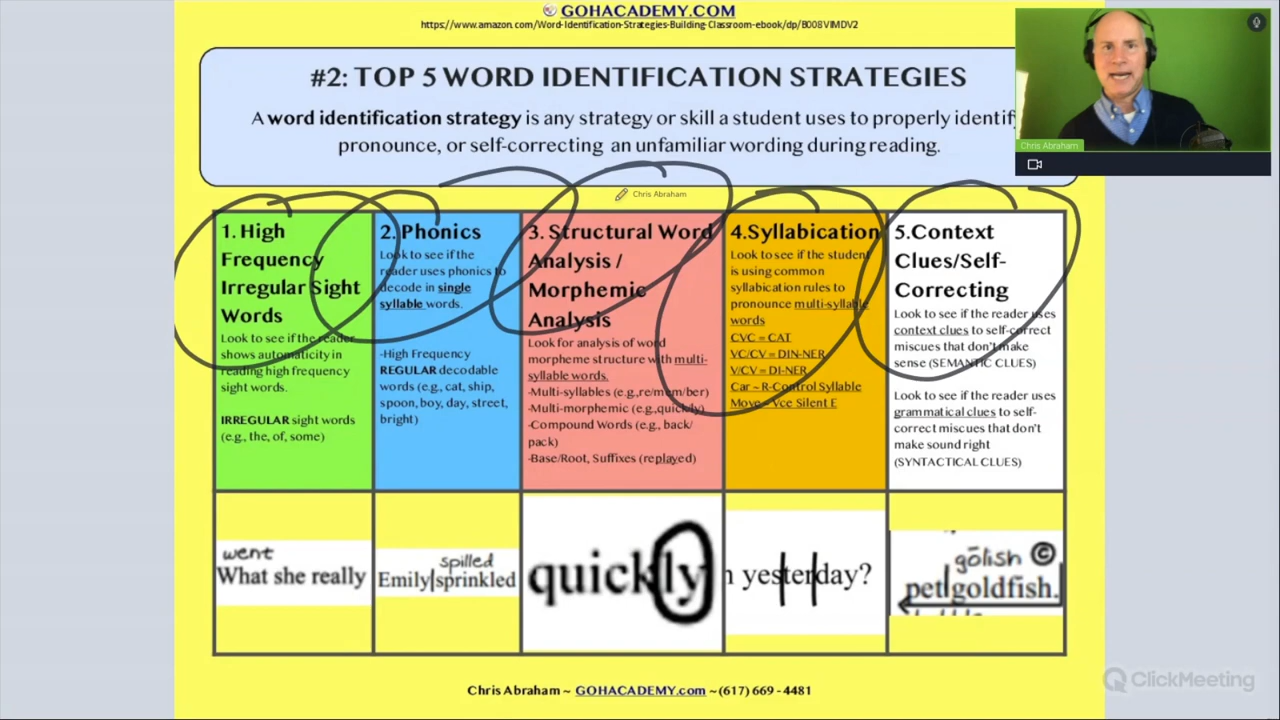 GOHACADEMY.COM
https://www.amazon.com/Word-Identification-Strategies-Building-Classroom-ebook/dp/B008VIMDV2
#2: TOP 5 WORD IDENTIFICATION STRATEGIES
A word identification strategy is any strategy or skill a student uses to properly identify
pronounce, or self-correcting an unfamiliar wording during reading.
Chris Abraham
Chris Abraham
1. High
Frequency
Irregular Sight
Words
Look to see if the reader
shows automaticity in
reading high frequency
sight words.
IRREGULAR sight words
(e.g., the, of, some)
2. Phonics
Look to see if the
reader uses phonics to
decode in single
syllable words.
-High Frequency
REGULAR decodable
words (e.g., cat, ship,
spoon, boy, day, street,
bright)
3. Structural Word
Analysis /
Morphemic
Analysis
Look for analysis of word
morpheme structure with multi-
syllable words.
-Multi-syllables (e.g.,re/mem/ber)
-Multi-morphemic (e.g.,quickly)
-Compound Words (e.g., back/
pack)
-Base/Root, Suffixes (replayed)
4.Syllabication
Look to see if the student
is using common
syllabication rules to
pronounce multi-syllable
words
CVC = CAT
VC/CV = DIN-NER
V/CV = DI-NER
Car ~ R-Control Syllable
Move ~ Vce Silent E
5.Context
Clues/Self-
Correcting
Look to see if the reader uses
context clues to self-correct
miscues that don't make
sense (SEMANTIC CLUES)
Look to see if the reader uses
grammatical clues to self-
correct miscues that don't
make sound right
(SYNTACTICAL CLUES)
went
What she really
spilled
Emily sprinkled
quickly
n yesterday?
gōlish ©
pet goldfish.
Chris Abraham ~ GOHACADEMY.com ~(617) 669 - 4481
ClickMeeting